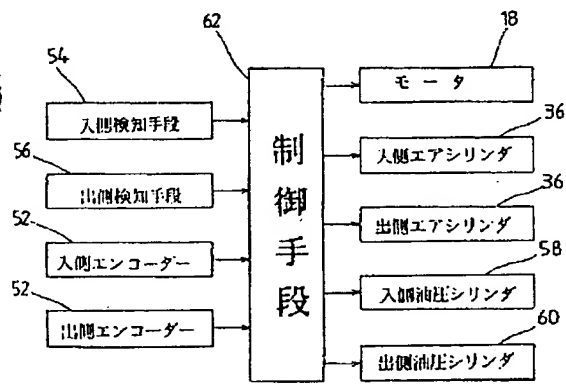 62
54
入側検知手段
56
出側検知手段
52
入側エンコーダー
52
出側エンコーダー
制御手段
18
モータ
36
入側エアシリンダ
36
出側エアシリンダ
58
入側油圧シリンダ
60
出側油圧シリンダ